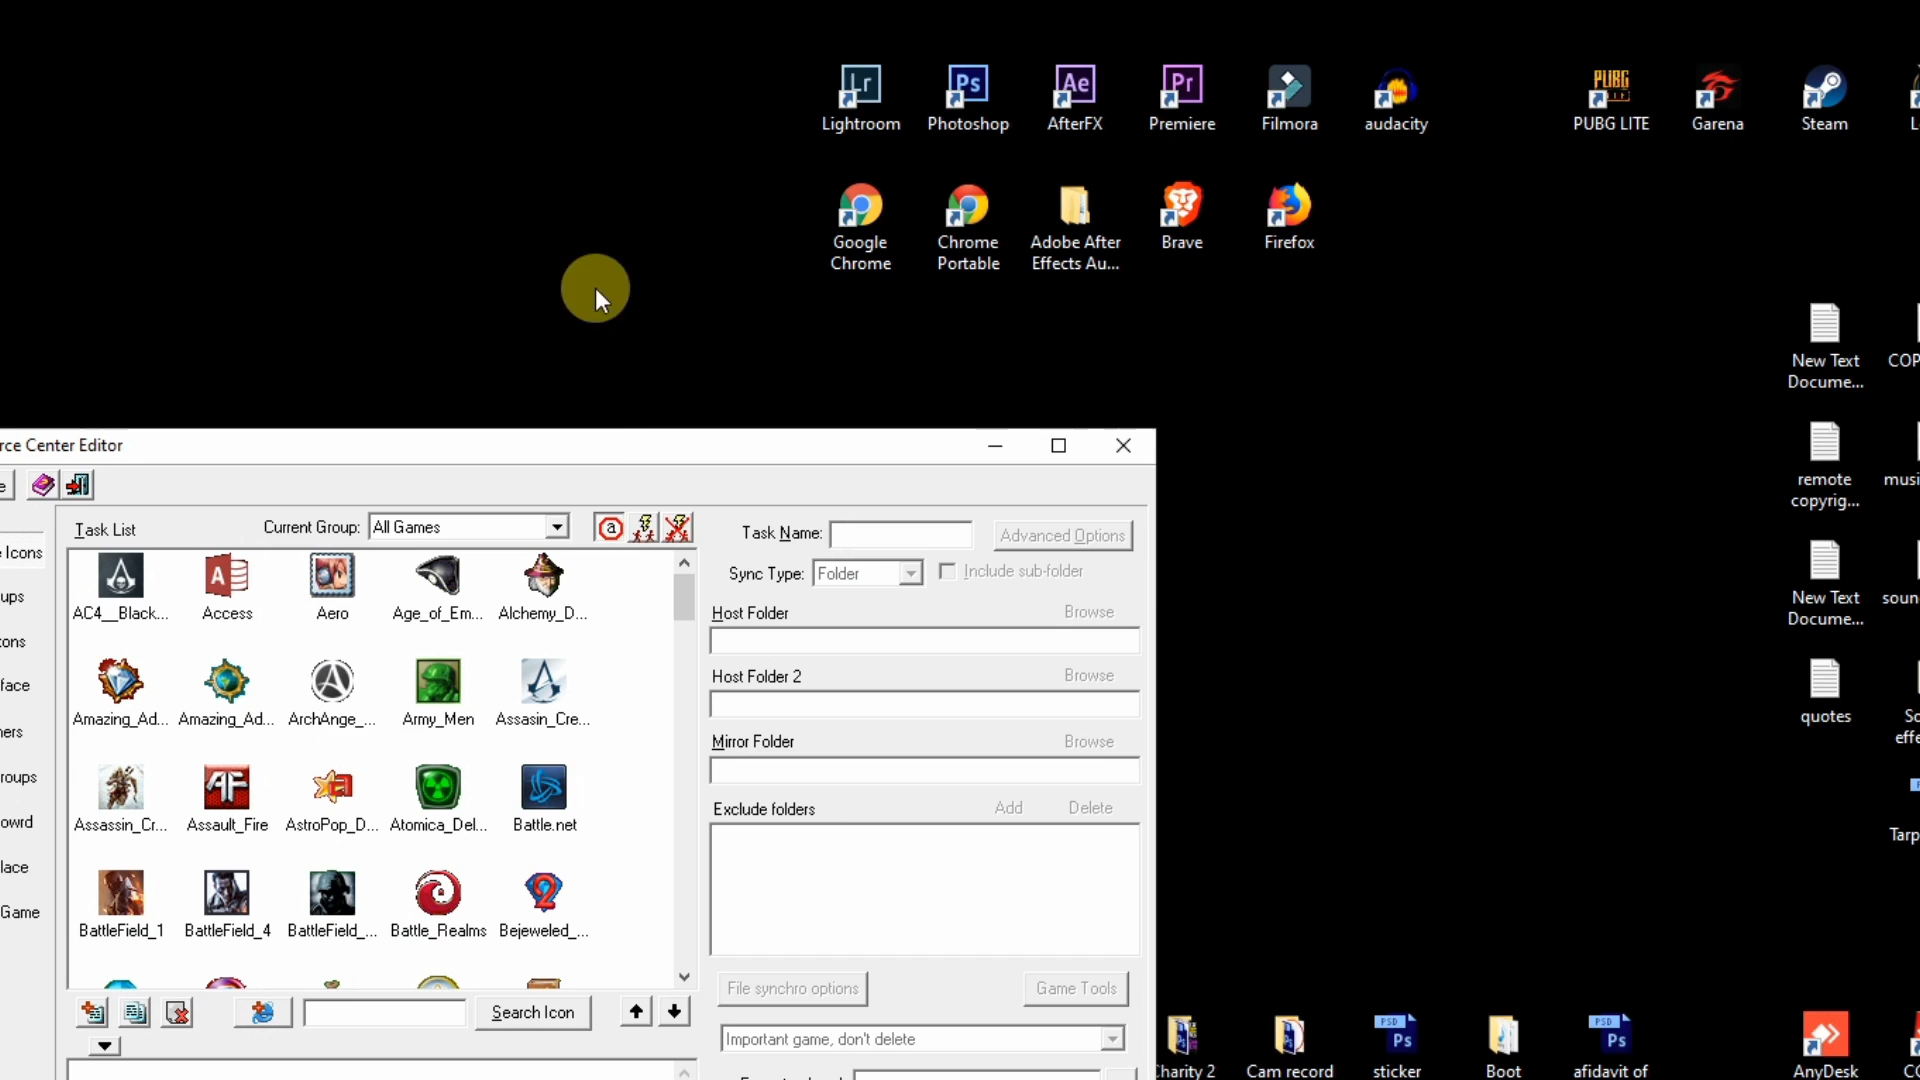 Lightroom
Photoshop
AfterFX
Premiere
Filmora
audacity
PUBG LITE
Garena
Steam
Google
Chrome
Chrome
Portable
Adobe After
Effects Au...
Brave
Firefox
New Text
Docume...
COP
remote
copyrig...
musi
New Text
Docume...
soun
quotes
effe
Tarp
rce Center Editor
Task List
Current Group: All Games
Task Name:
Advanced Options
Sync Type: Folder
Include sub-folder
Host Folder
Browse
Host Folder 2
Browse
Mirror Folder
Browse
Exclude folders
Add
Delete
e Icons
ups
ons
face
ners
roups
owrd
lace
Game
AC4__Black...
Access
Aero
Age_of_Em...
Alchemy_D...
Amazing_Ad...
Amazing_Ad...
ArchAnge_...
Army_Men
Assasin_Cre...
Assassin_Cr...
Assault_Fire
AstroPop_D...
Atomica_Del...
Battle.net
BattleField_1
BattleField_4
BattleField_...
Battle_Realms
Bejeweled_...
Search Icon
File synchro options
Game Tools
Important game, don't delete
Charity 2
Cam record
sticker
Boot
afidavit of
AnyDesk